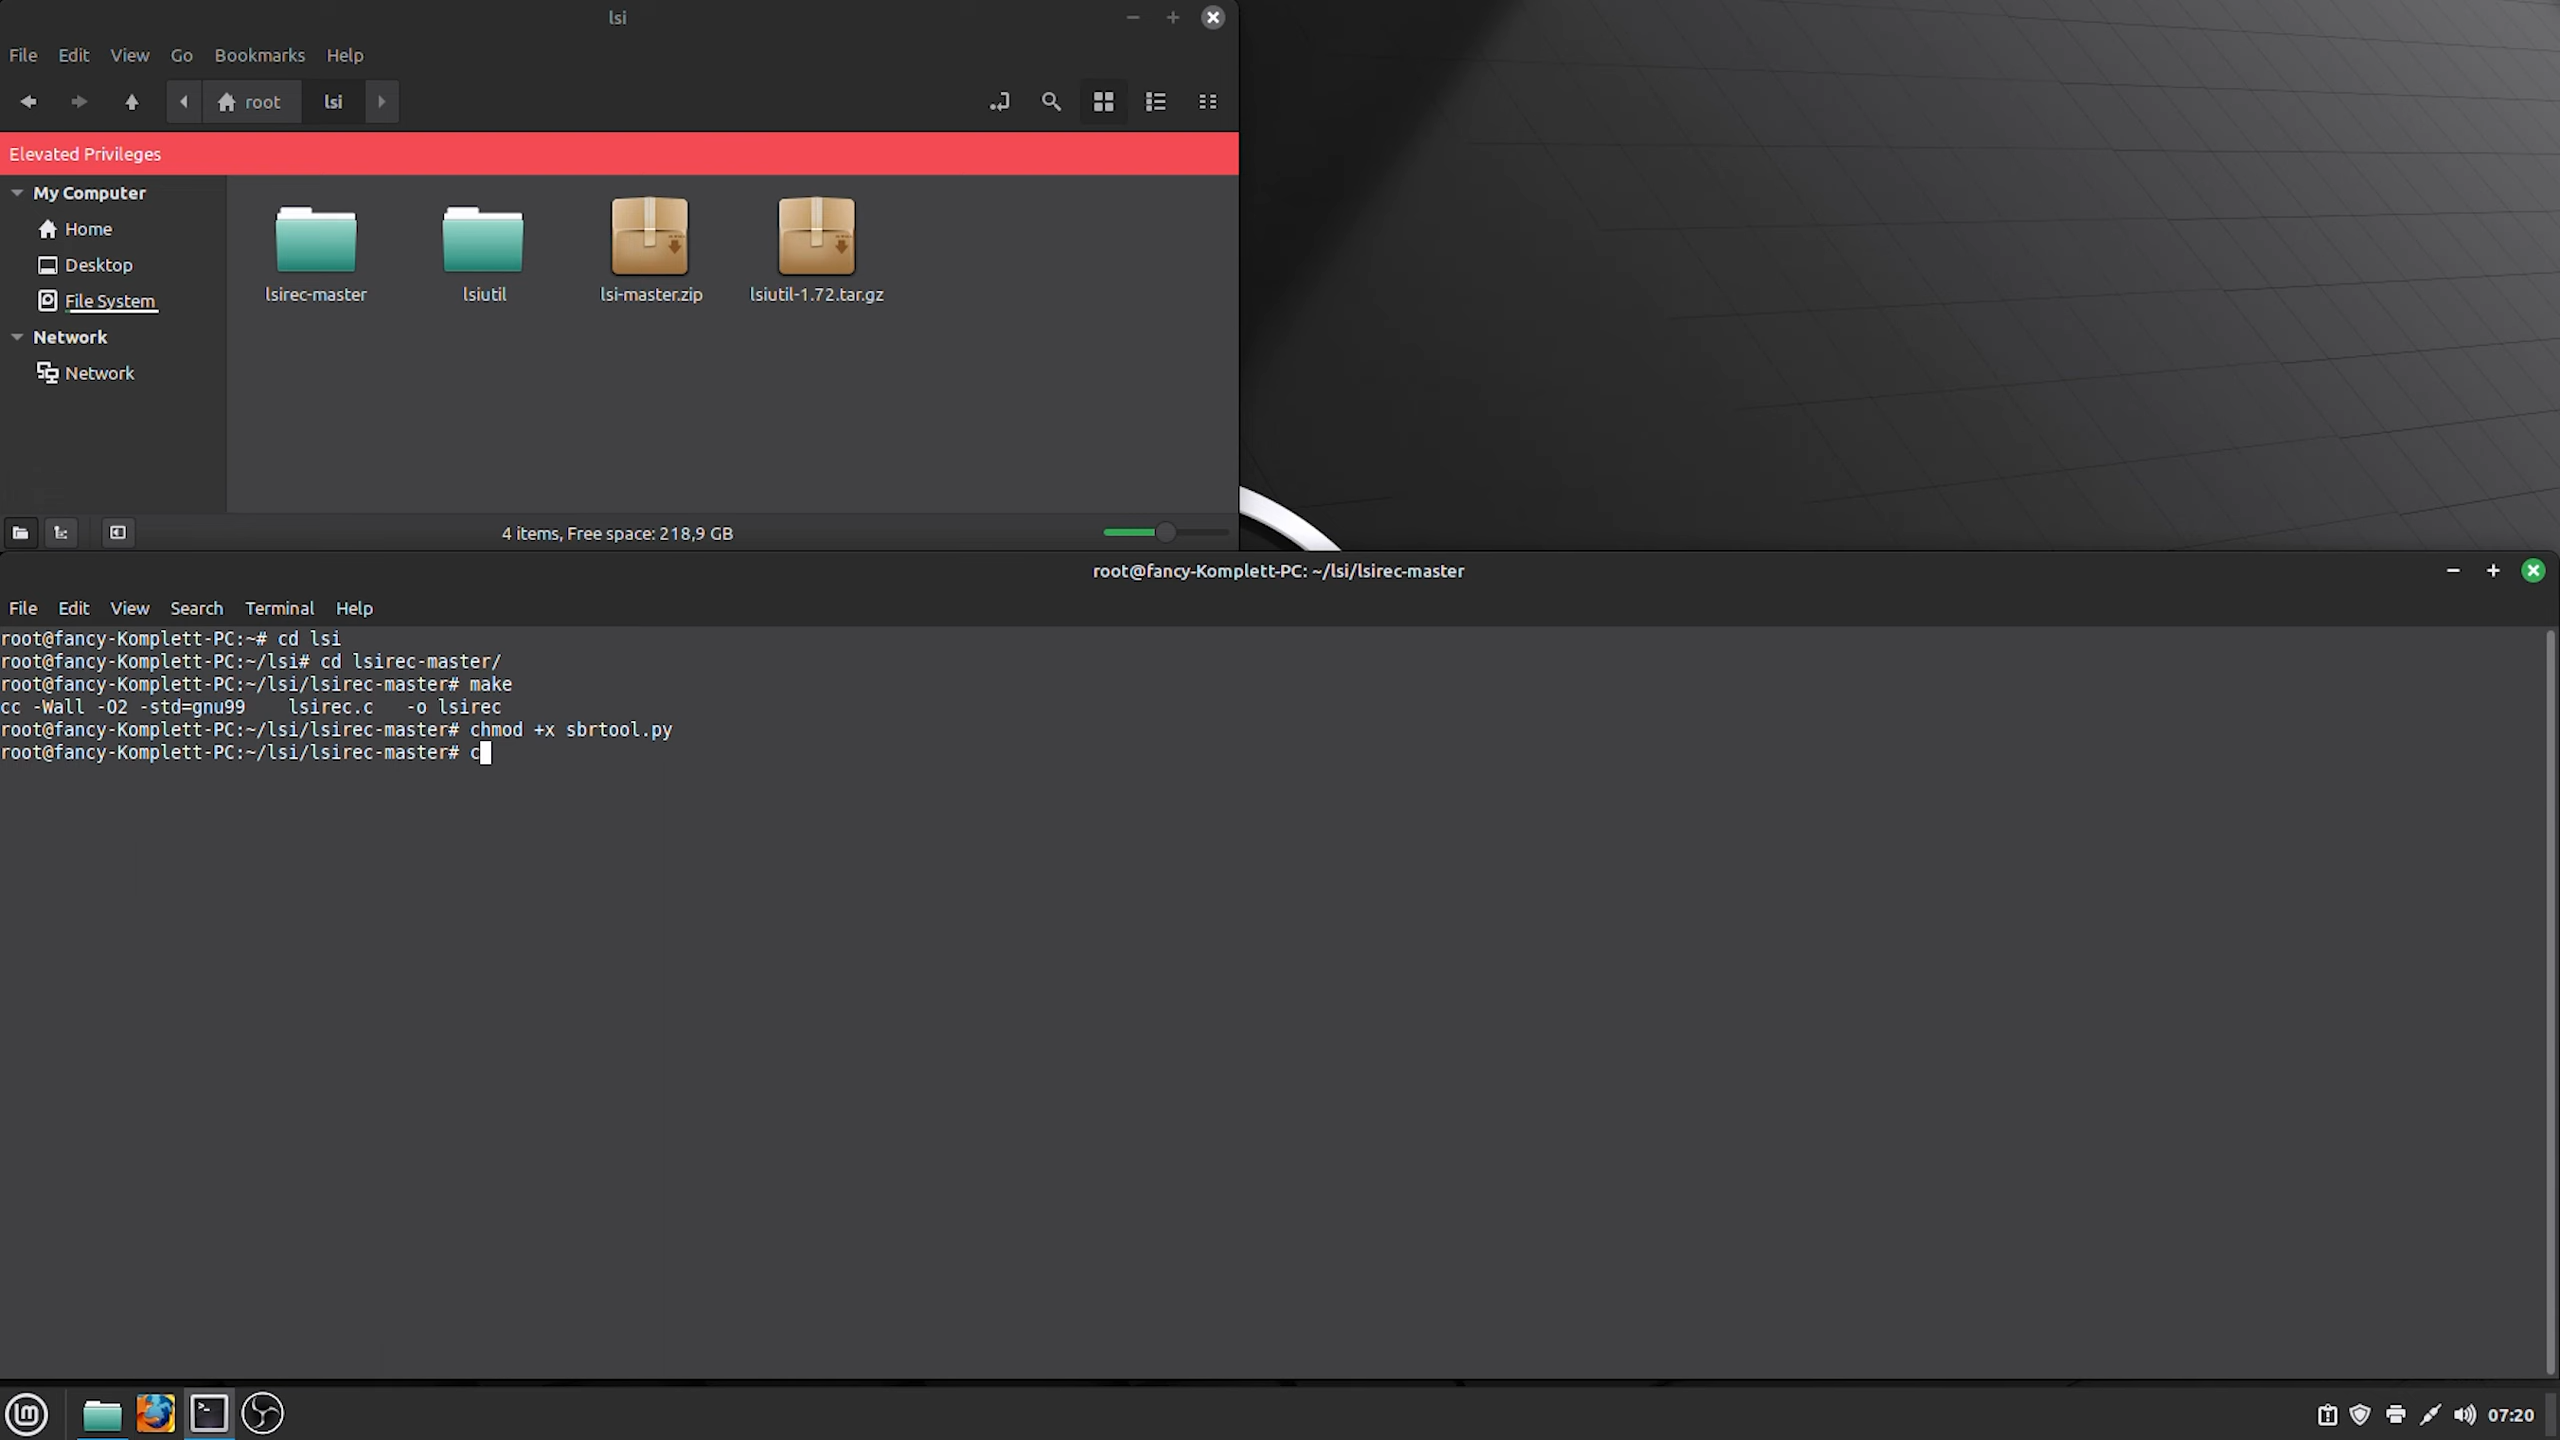 lsi
File Edit View Go Bookmarks Help
root lsi
Elevated Privileges
My Computer
Home
Desktop
File System
Network
Network
lsirec-master lsiutil lsi-master.zip lsiutil-1.72.tar.gz
4 items, Free space: 218,9 GB
root@fancy-Komplett-PC: ~/lsi/lsirec-master
File Edit View Search Terminal Help
root@fancy-Komplett-PC:~# cd lsi
root@fancy-Komplett-PC:~/lsi# cd lsirec-master/
root@fancy-Komplett-PC:~/lsi/lsirec-master# make
cc -Wall -O2 -std=gnu99    lsirec.c   -o lsirec
root@fancy-Komplett-PC:~/lsi/lsirec-master# chmod +x sbrtool.py
root@fancy-Komplett-PC:~/lsi/lsirec-master# c
07:20